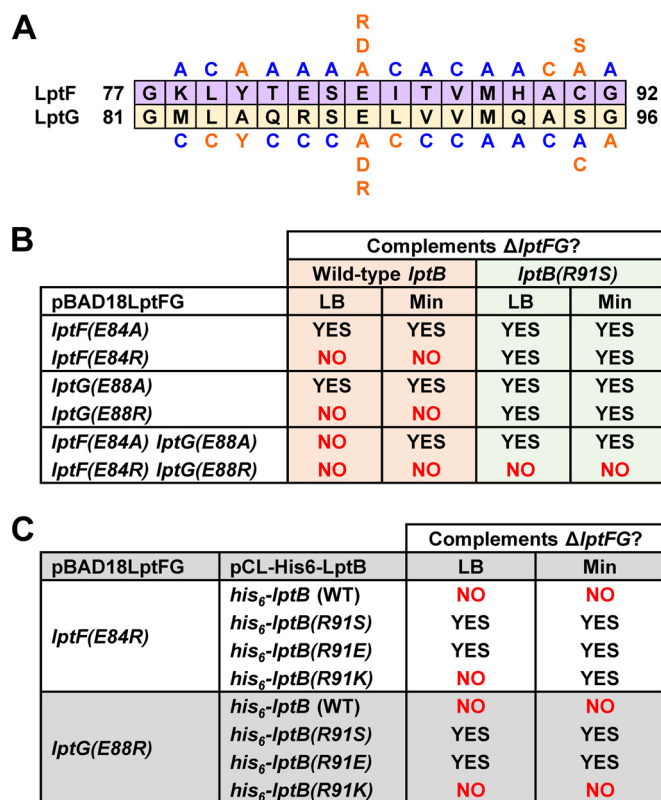 A
R
D
S
A C A A A A A C A C A A C A A
LptF 77 G K L Y T E S E I T V M H A C G 92
LptG 81 G M L A Q R S E L V V M Q A S G 96
C C Y C C C A C C C A A C A A
D
C
R
B
Complements ΔlptFG?
Wild-type lptB lptB(R91S)
pBAD18LptFG LB Min LB Min
lptF(E84A) YES YES YES YES
lptF(E84R) NO NO YES YES
lptG(E88A) YES YES YES YES
lptG(E88R) NO NO YES YES
lptF(E84A) lptG(E88A) NO YES YES YES
lptF(E84R) lptG(E88R) NO NO NO NO
C
Complements ΔlptFG?
pBAD18LptFG pCL-His6-LptB LB Min
lptF(E84R)
his₆-lptB (WT) NO NO
his₆-lptB(R91S) YES YES
his₆-lptB(R91E) YES YES
his₆-lptB(R91K) NO YES
lptG(E88R)
his₆-lptB (WT) NO NO
his₆-lptB(R91S) YES YES
his₆-lptB(R91E) YES YES
his₆-lptB(R91K) NO NO